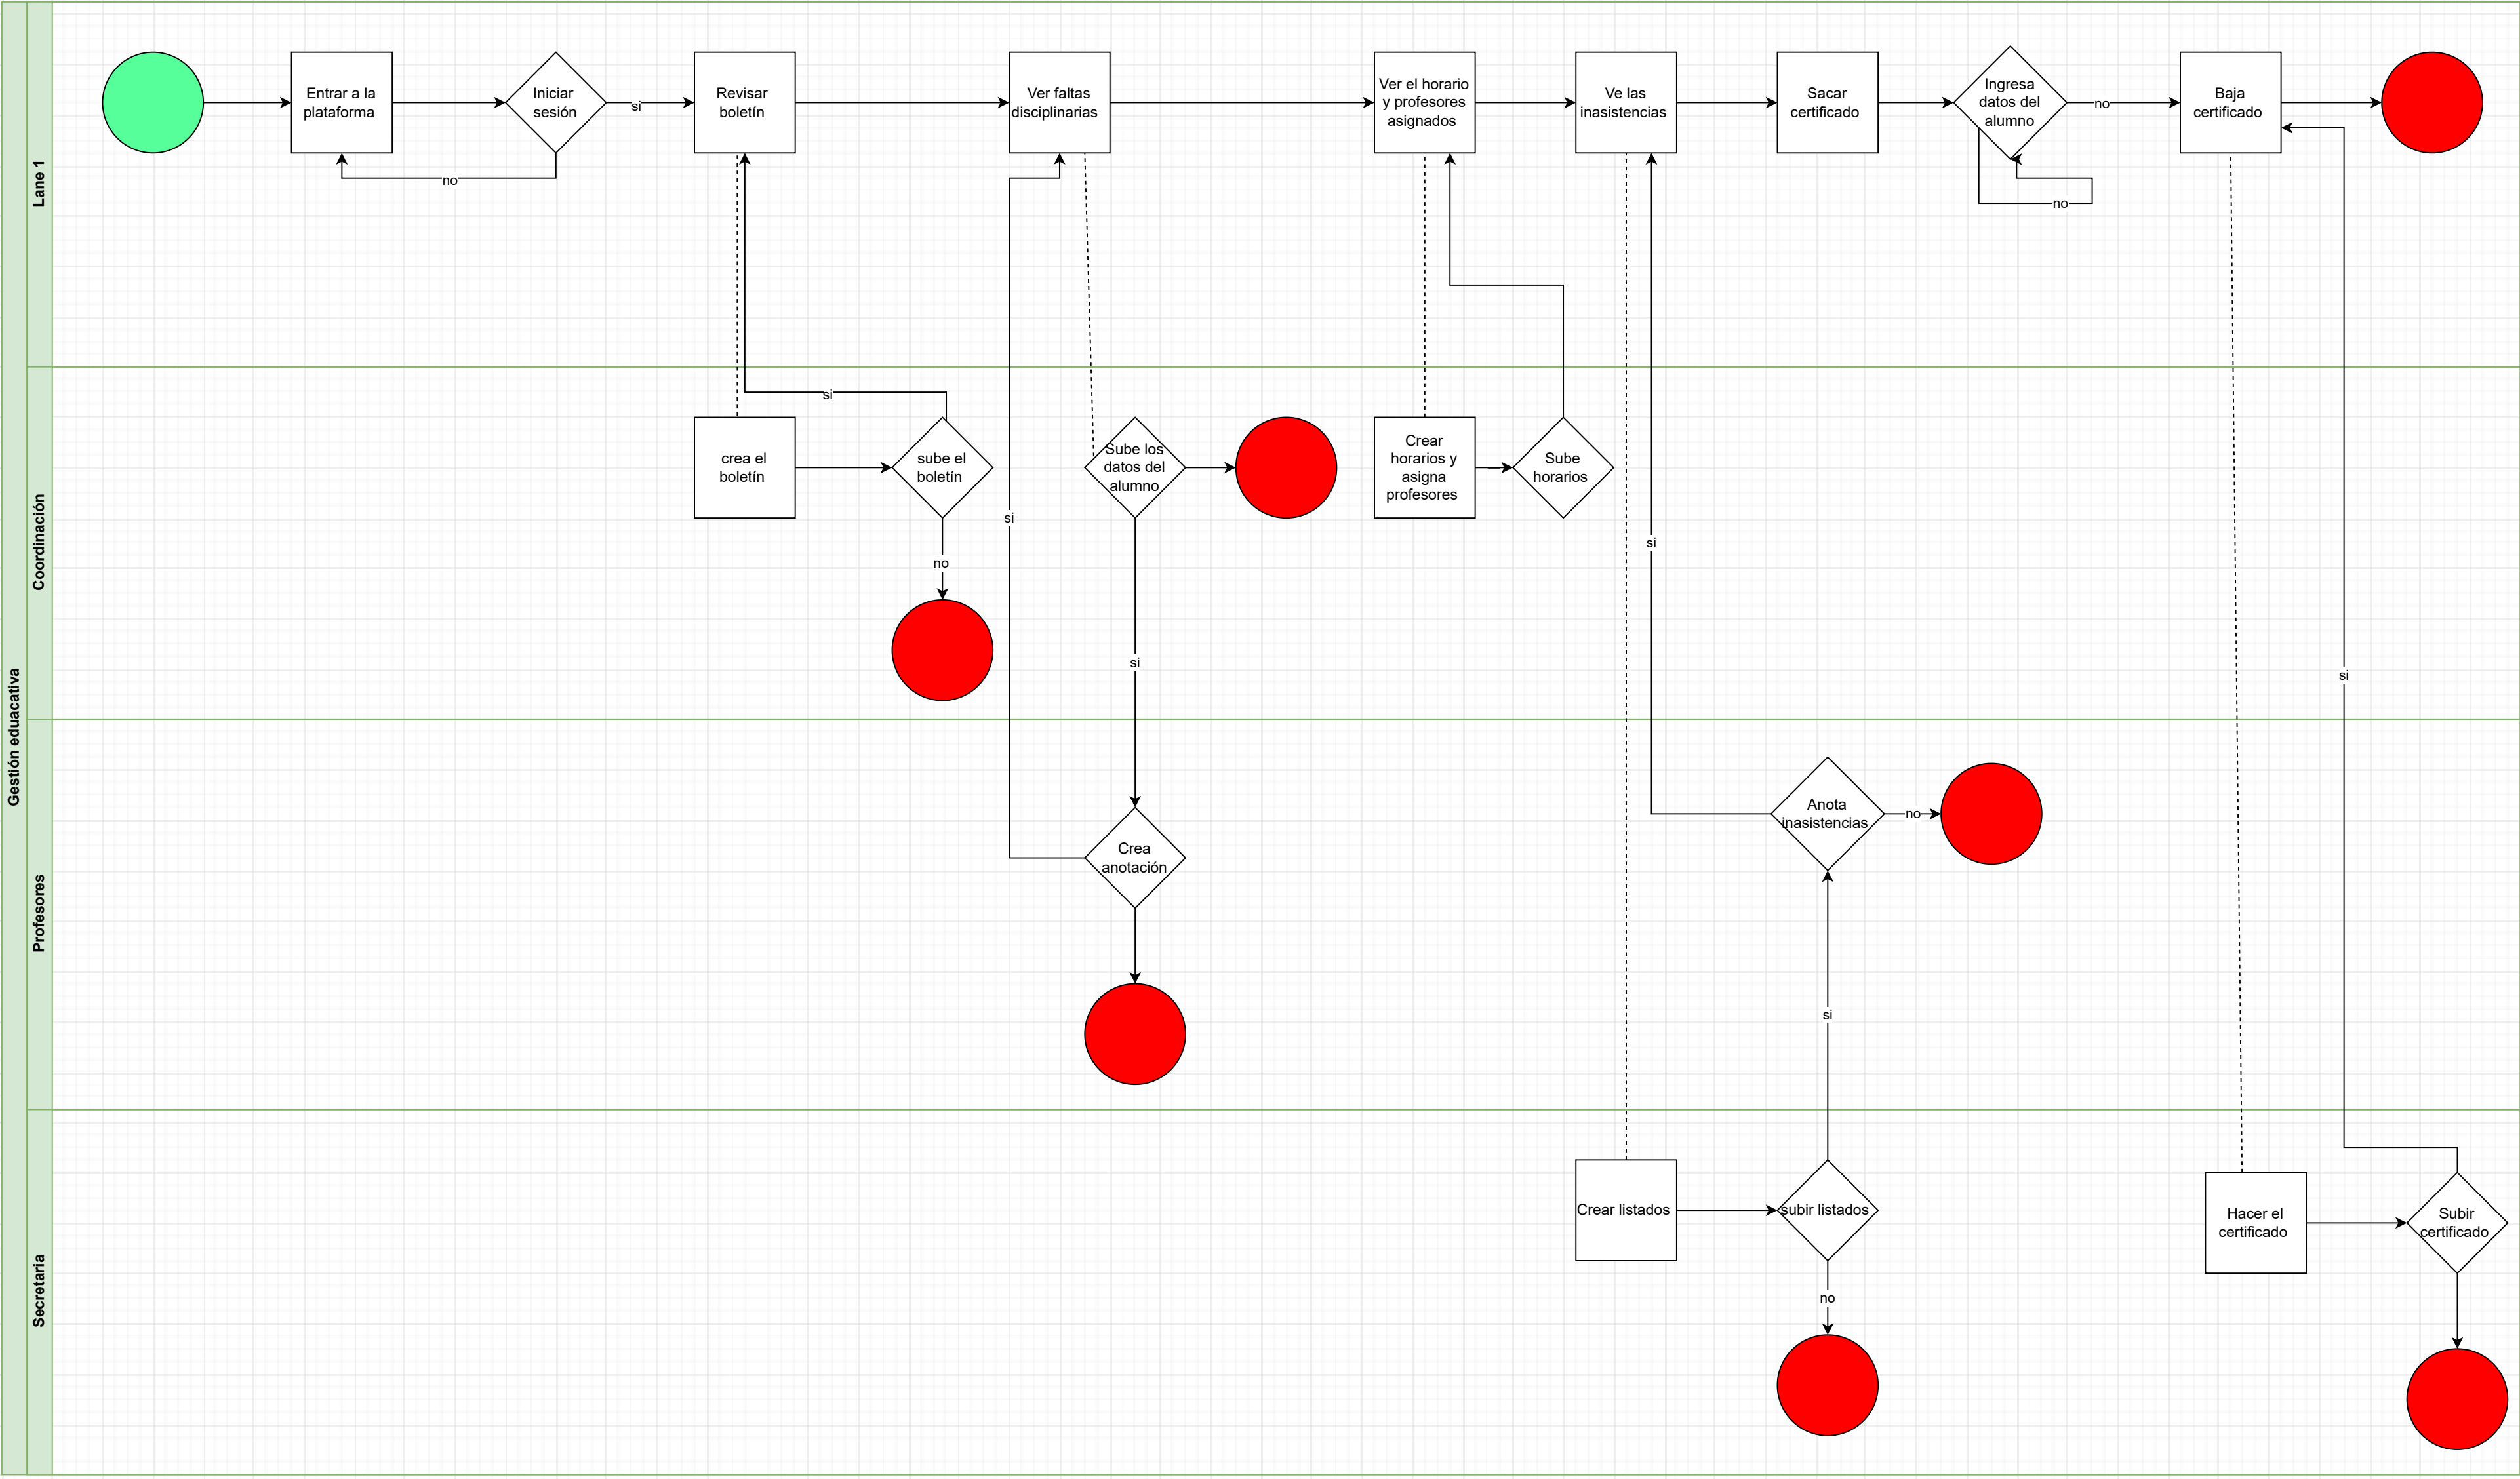 Gestión eduacativa
Lane 1
Entrar a la
plataforma
Iniciar
sesión
si
no
Revisar
boletín
Ver faltas
disciplinarias
Ver el horario
y profesores
asignados
Ve las
inasistencias
Sacar
certificado
Ingresa
datos del
alumno
no
no
Baja
certificado
Coordinación
si
crea el
boletín
sube el
boletín
no
si
Sube los
datos del
alumno
si
Crear
horarios y
asigna
profesores
Sube
horarios
si
si
Profesores
Crea
anotación
Anota
inasistencias
no
si
Secretaria
Crear listados
subir listados
no
Hacer el
certificado
Subir
certificado